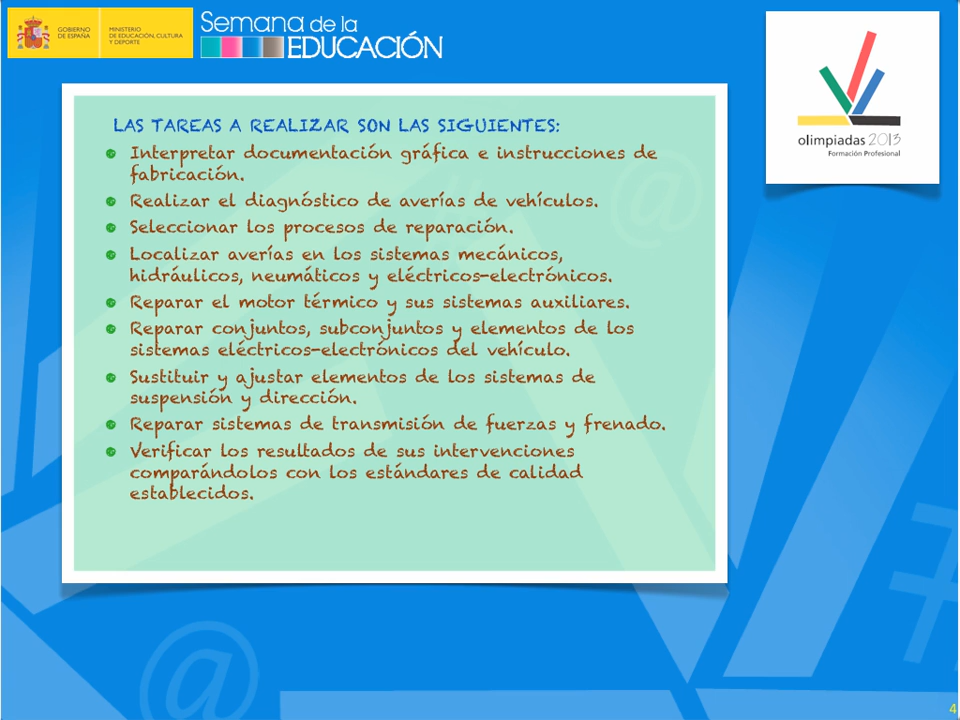 GOBIERNO
DE ESPAÑA
MINISTERIO
DE EDUCACIÓN, CULTURA
Y DEPORTE
Semana de la
EDUCACIÓN
olimpiadas 2013
Formación Profesional
LAS TAREAS A REALIZAR SON LAS SIGUIENTES:
Interpretar documentación gráfica e instrucciones de
fabricación.
Realizar el diagnóstico de averías de vehículos.
Seleccionar los procesos de reparación.
Localizar averías en los sistemas mecánicos,
hidráulicos, neumáticos y eléctricos-electrónicos.
Reparar el motor térmico y sus sistemas auxiliares.
Reparar conjuntos, subconjuntos y elementos de los
sistemas eléctricos-electrónicos del vehículo.
Sustituir y ajustar elementos de los sistemas de
suspensión y dirección.
Reparar sistemas de transmisión de fuerzas y frenado.
Verificar los resultados de sus intervenciones
comparándolos con los estándares de calidad
establecidos.
4